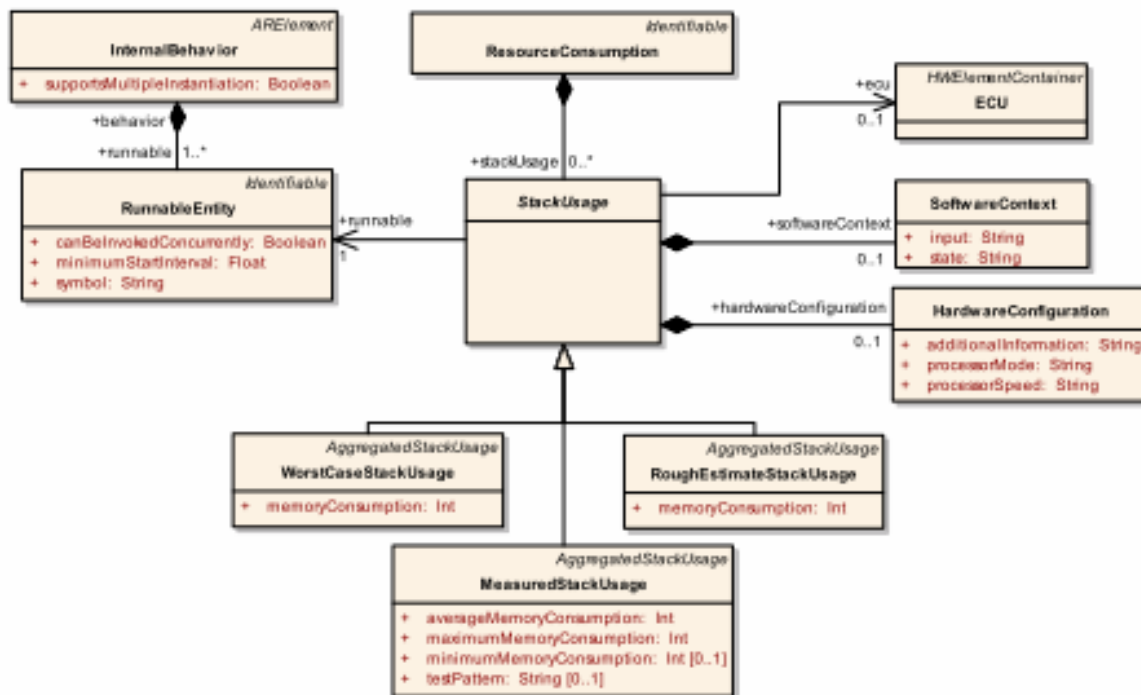 ARElement
InternalBehavior
+ supportsMultipleInstantiation: Boolean
Identifiable
ResourceConsumption
HWElementContainer
ECU
+ecu
0..1
+behavior
+runnable 1..*
+stackUsage 0..*
Identifiable
RunnableEntity
+ canBeInvokedConcurrently: Boolean
+ minimumStartInterval: Float
+ symbol: String
+runnable
1
StackUsage
+softwareContext
0..1
SoftwareContext
+ input: String
+ state: String
+hardwareConfiguration
0..1
HardwareConfiguration
+ additionalInformation: String
+ processorMode: String
+ processorSpeed: String
AggregatedStackUsage
WorstCaseStackUsage
+ memoryConsumption: Int
AggregatedStackUsage
RoughEstimateStackUsage
+ memoryConsumption: Int
AggregatedStackUsage
MeasuredStackUsage
+ averageMemoryConsumption: Int
+ maximumMemoryConsumption: Int
+ minimumMemoryConsumption: Int [0..1]
+ testPattern: String [0..1]